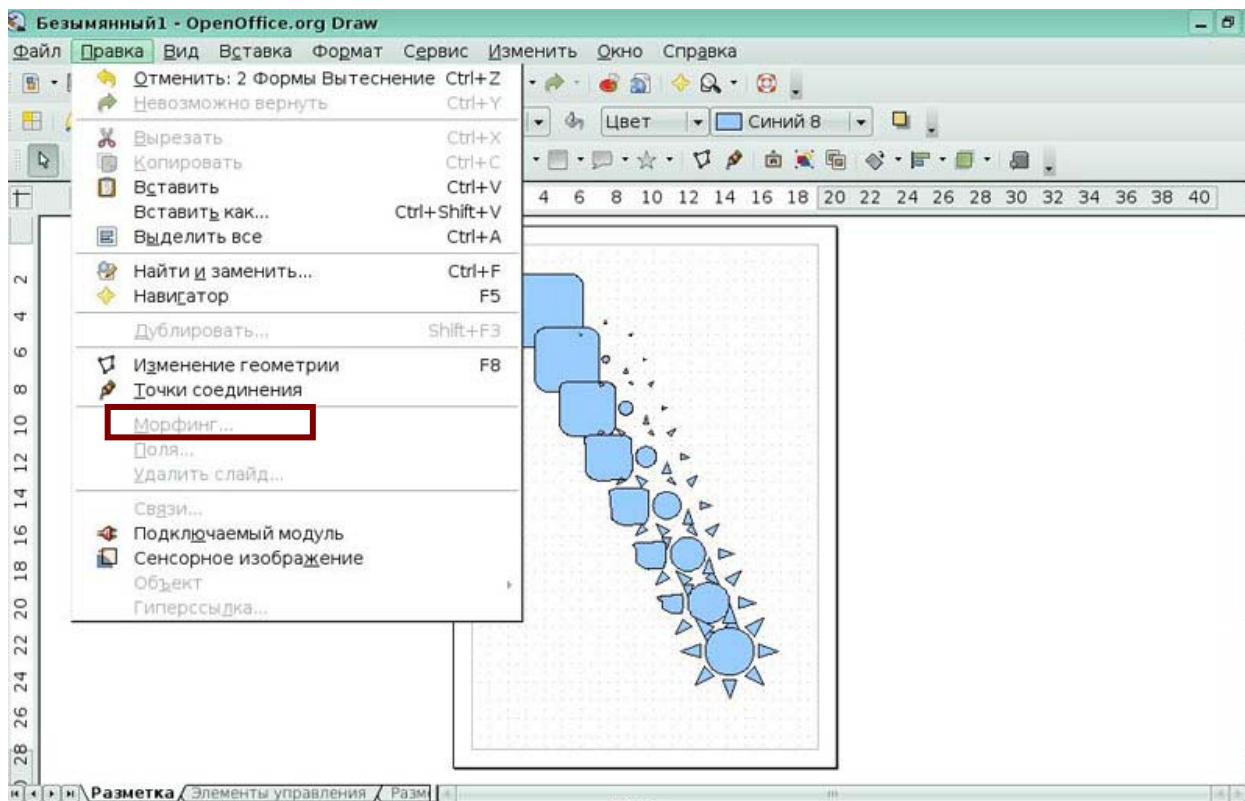 Безымянный1 - OpenOffice.org Draw
Файл Правка Вид Вставка Формат Сервис Изменить Окно Справка
Отменить: 2 Формы Вытеснение Ctrl+Z
Невозможно вернуть Ctrl+Y
Цвет Синий 8
Вырезать Ctrl+X
Копировать Ctrl+C
Вставить Ctrl+V
Вставить как... Ctrl+Shift+V
4 6 8 10 12 14 16 18 20 22 24 26 28 30 32 34 36 38 40
Выделить все Ctrl+A
Найти и заменить... Ctrl+F
Навигатор F5
Дублировать... Shift+F3
Изменение геометрии F8
Точки соединения
Морфинг...
Поля...
Удалить слайд...
Связи...
Подключаемый модуль
Сенсорное изображение
Объект
Гиперссылка...
2
4
6
8
10
12
14
16
18
20
22
24
26
28
Разметка Элементы управления Разм